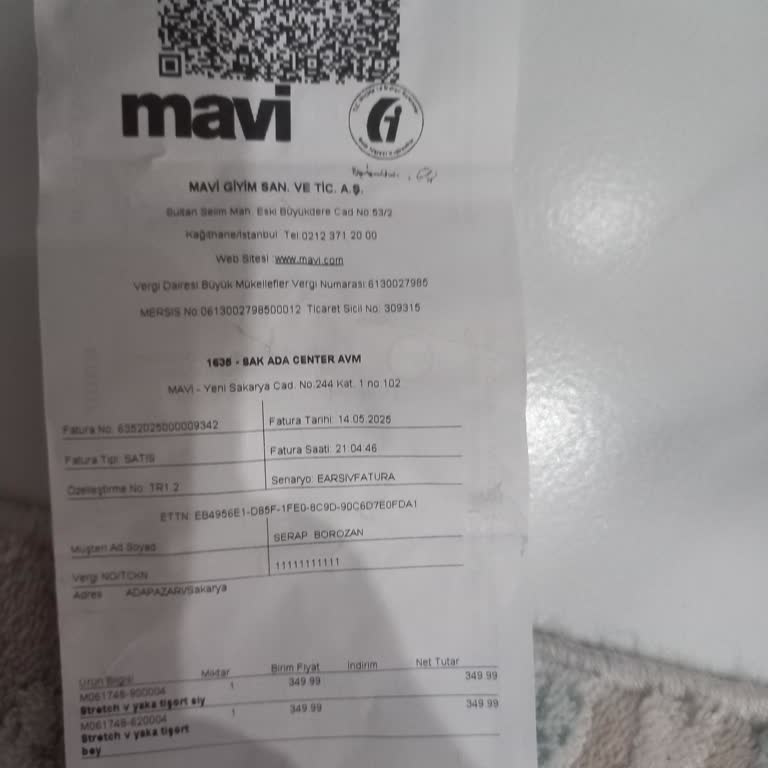 mavi
MAVİ GİYİM SAN. VE TİC. A.Ş.
Sultan Selim Mah. Eski Büyükdere Cad No:53/2
Kağıthane/İstanbul Tel:0212 371 20 00
Web Sitesi :www.mavi.com
Vergi Dairesi:Büyük Mükellefler Vergi Numarası:6130027985
MERSIS No:0613002798500012 Ticaret Sicil No: 309315
1635 - SAK ADA CENTER AVM
MAVİ - Yeni Sakarya Cad. No:244 Kat. 1 no:102
Fatura No: 6352025000009342 Fatura Tarihi: 14.05.2025
Fatura Tipi: SATIS Fatura Saati: 21:04:46
Özelleştirme No: TR1.2 Senaryo: EARSIVFATURA
ETTN: EB4956E1-D85F-1FE0-8C9D-90C6D7E0FDA1
Müşteri Ad Soyad SERAP BOROZAN
Vergi NO/TCKN 11111111111
Adres ADAPAZARI/Sakarya
Ürün Bilgisi Miktar Birim Fiyat İndirim Net Tutar
M061748-900004 1 349.99 349.99
Stretch v yaka tişort siy
M061748-620004 1 349.99 349.99
Stretch v yaka tişort
bey